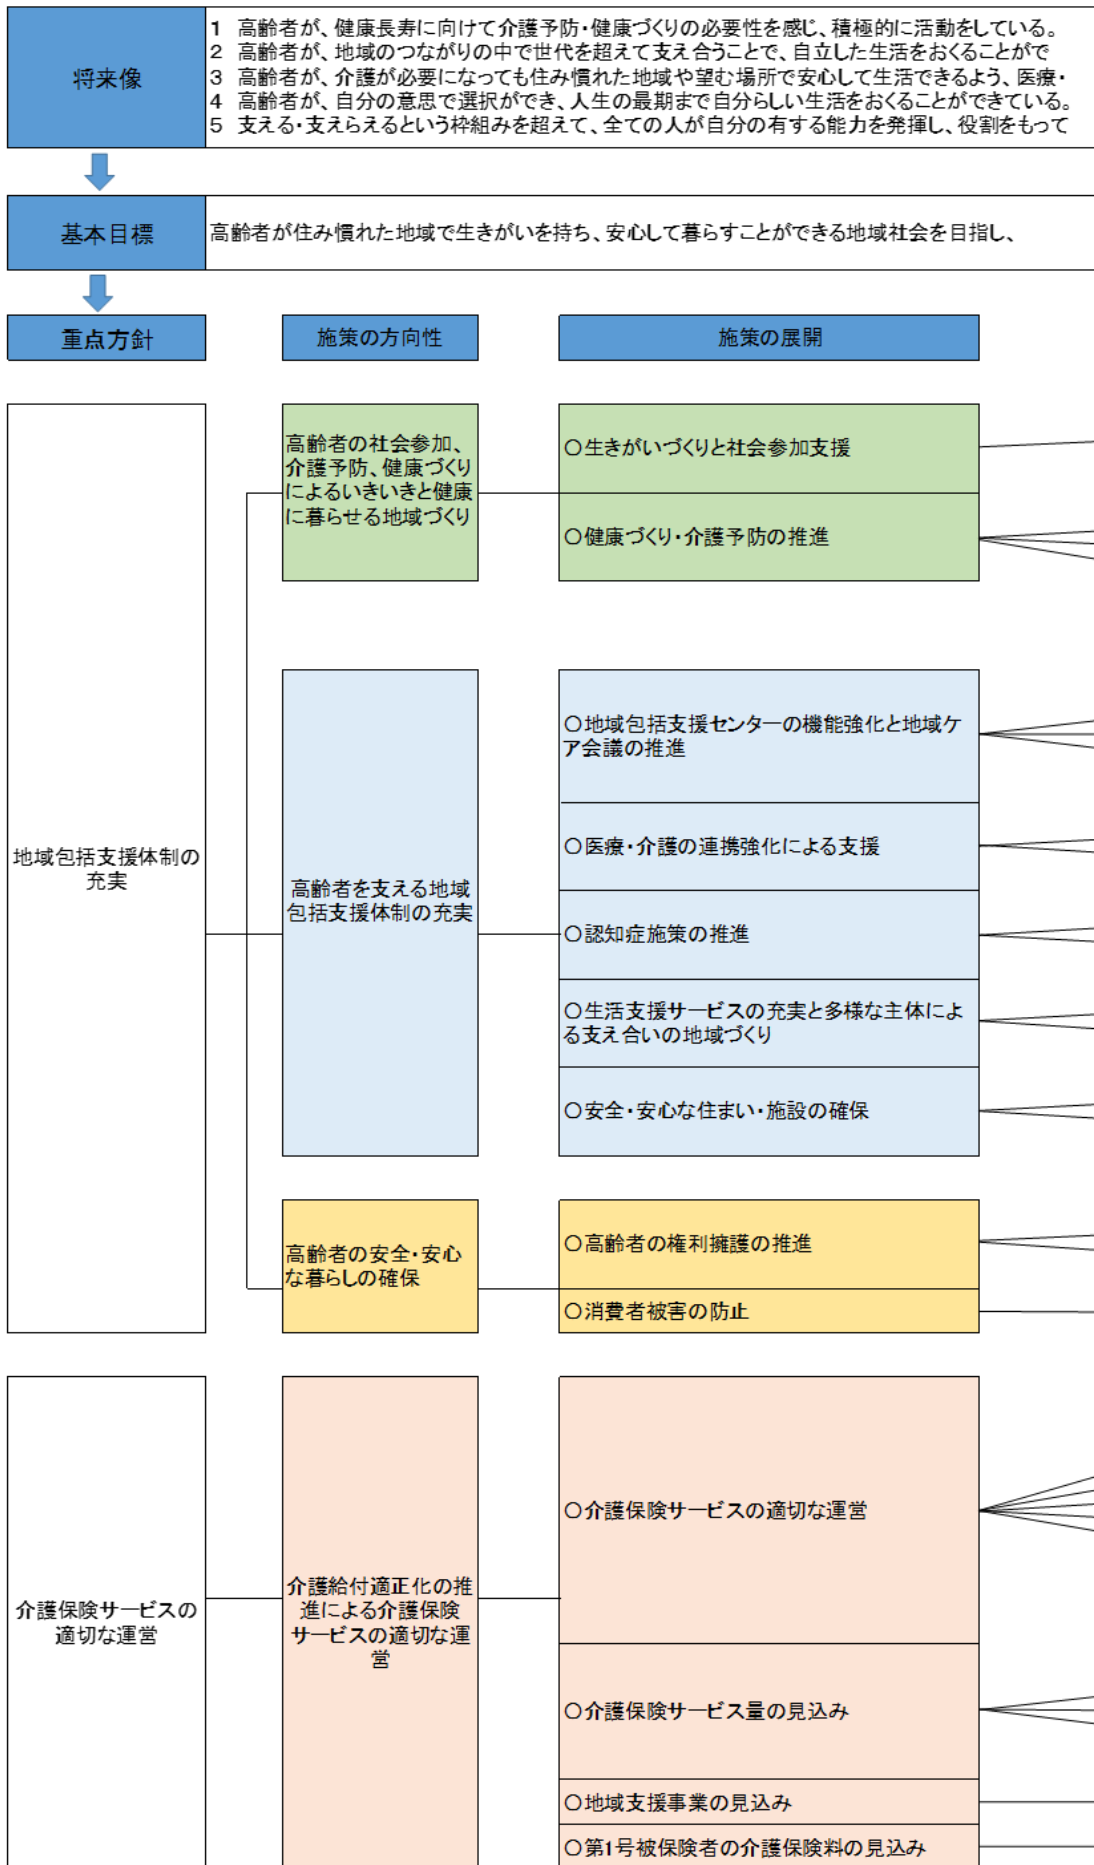 将来像
1 高齢者が、健康長寿に向けて介護予防・健康づくりの必要性を感じ、積極的に活動をしている。
2 高齢者が、地域のつながりの中で世代を超えて支え合うことで、自立した生活をおくることがで
3 高齢者が、介護が必要になっても住み慣れた地域や望む場所で安心して生活できるよう、医療・
4 高齢者が、自分の意思で選択ができ、人生の最期まで自分らしい生活をおくることができている。
5 支える・支えらえるという枠組みを超えて、全ての人が自分の有する能力を発揮し、役割をもって
基本目標
高齢者が住み慣れた地域で生きがいを持ち、安心して暮らすことができる地域社会を目指し、
重点方針
施策の方向性
施策の展開
地域包括支援体制の
充実
高齢者の社会参加、
介護予防、健康づくり
によるいきいきと健康
に暮らせる地域づくり
〇生きがいづくりと社会参加支援
〇健康づくり・介護予防の推進
高齢者を支える地域
包括支援体制の充実
〇地域包括支援センターの機能強化と地域ケ
ア会議の推進
〇医療・介護の連携強化による支援
〇認知症施策の推進
〇生活支援サービスの充実と多様な主体によ
る支え合いの地域づくり
〇安全・安心な住まい・施設の確保
高齢者の安全・安心
な暮らしの確保
〇高齢者の権利擁護の推進
〇消費者被害の防止
介護保険サービスの
適切な運営
介護給付適正化の推
進による介護保険
サービスの適切な運
営
〇介護保険サービスの適切な運営
〇介護保険サービス量の見込み
〇地域支援事業の見込み
〇第1号被保険者の介護保険料の見込み